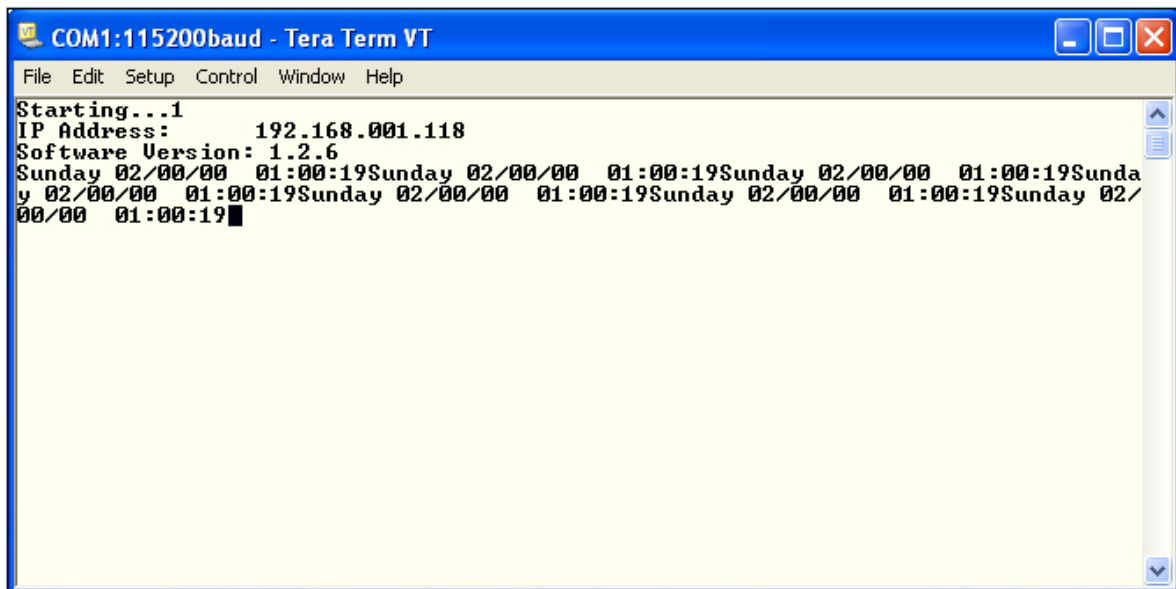 COM1:115200baud - Tera Term VT
File Edit Setup Control Window Help
Starting...1
IP Address:         192.168.001.118
Software Version: 1.2.6
Sunday 02/00/00  01:00:19Sunday 02/00/00  01:00:19Sunday 02/00/00  01:00:19Sunda
y 02/00/00  01:00:19Sunday 02/00/00  01:00:19Sunday 02/00/00  01:00:19Sunday 02/
00/00  01:00:19